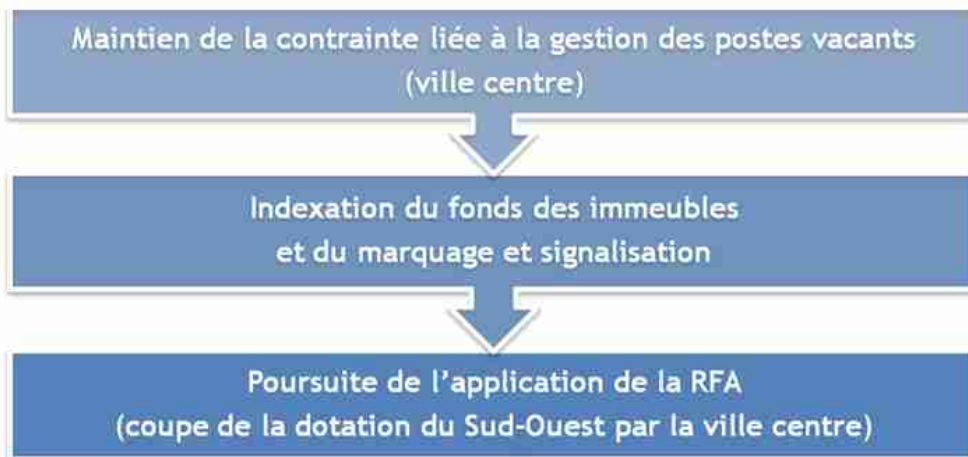 Maintien de la contrainte liée à la gestion des postes vacants
(ville centre)
Indexation du fonds des immeubles
et du marquage et signalisation
Poursuite de l'application de la RFA
(coupe de la dotation du Sud-Ouest par la ville centre)